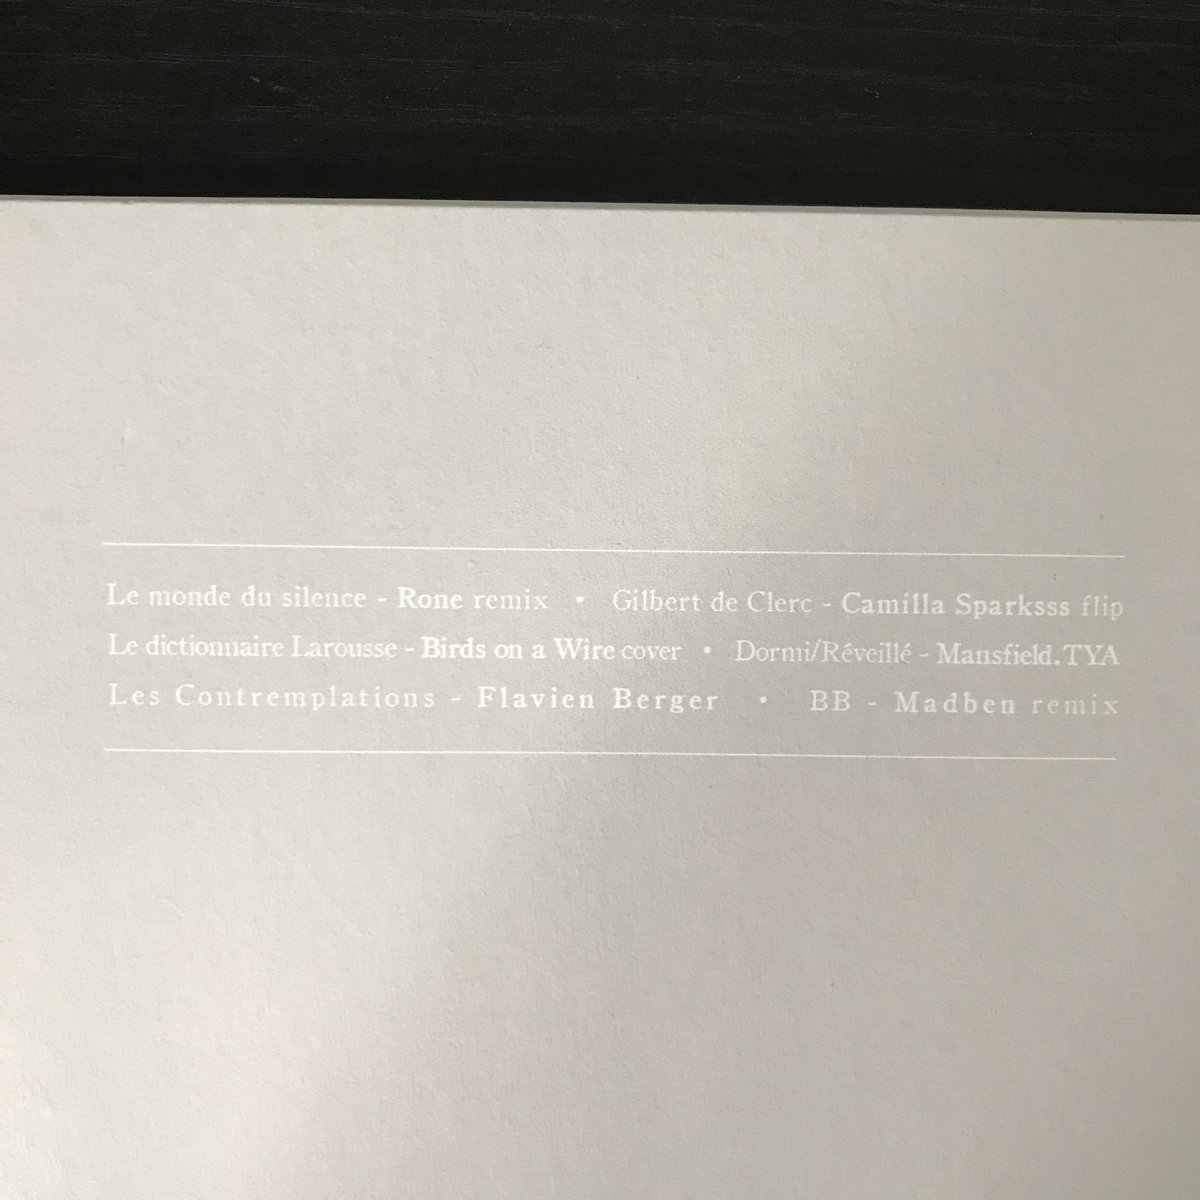 Le monde du silence - Rone remix • Gilbert de Clerc - Camilla Sparksss flip
Le dictionnaire Larousse - Birds on a Wire cover • Dormi/Réveillé - Mansfield.TYA
Les Contremplations - Flavien Berger • BB - Madben remix